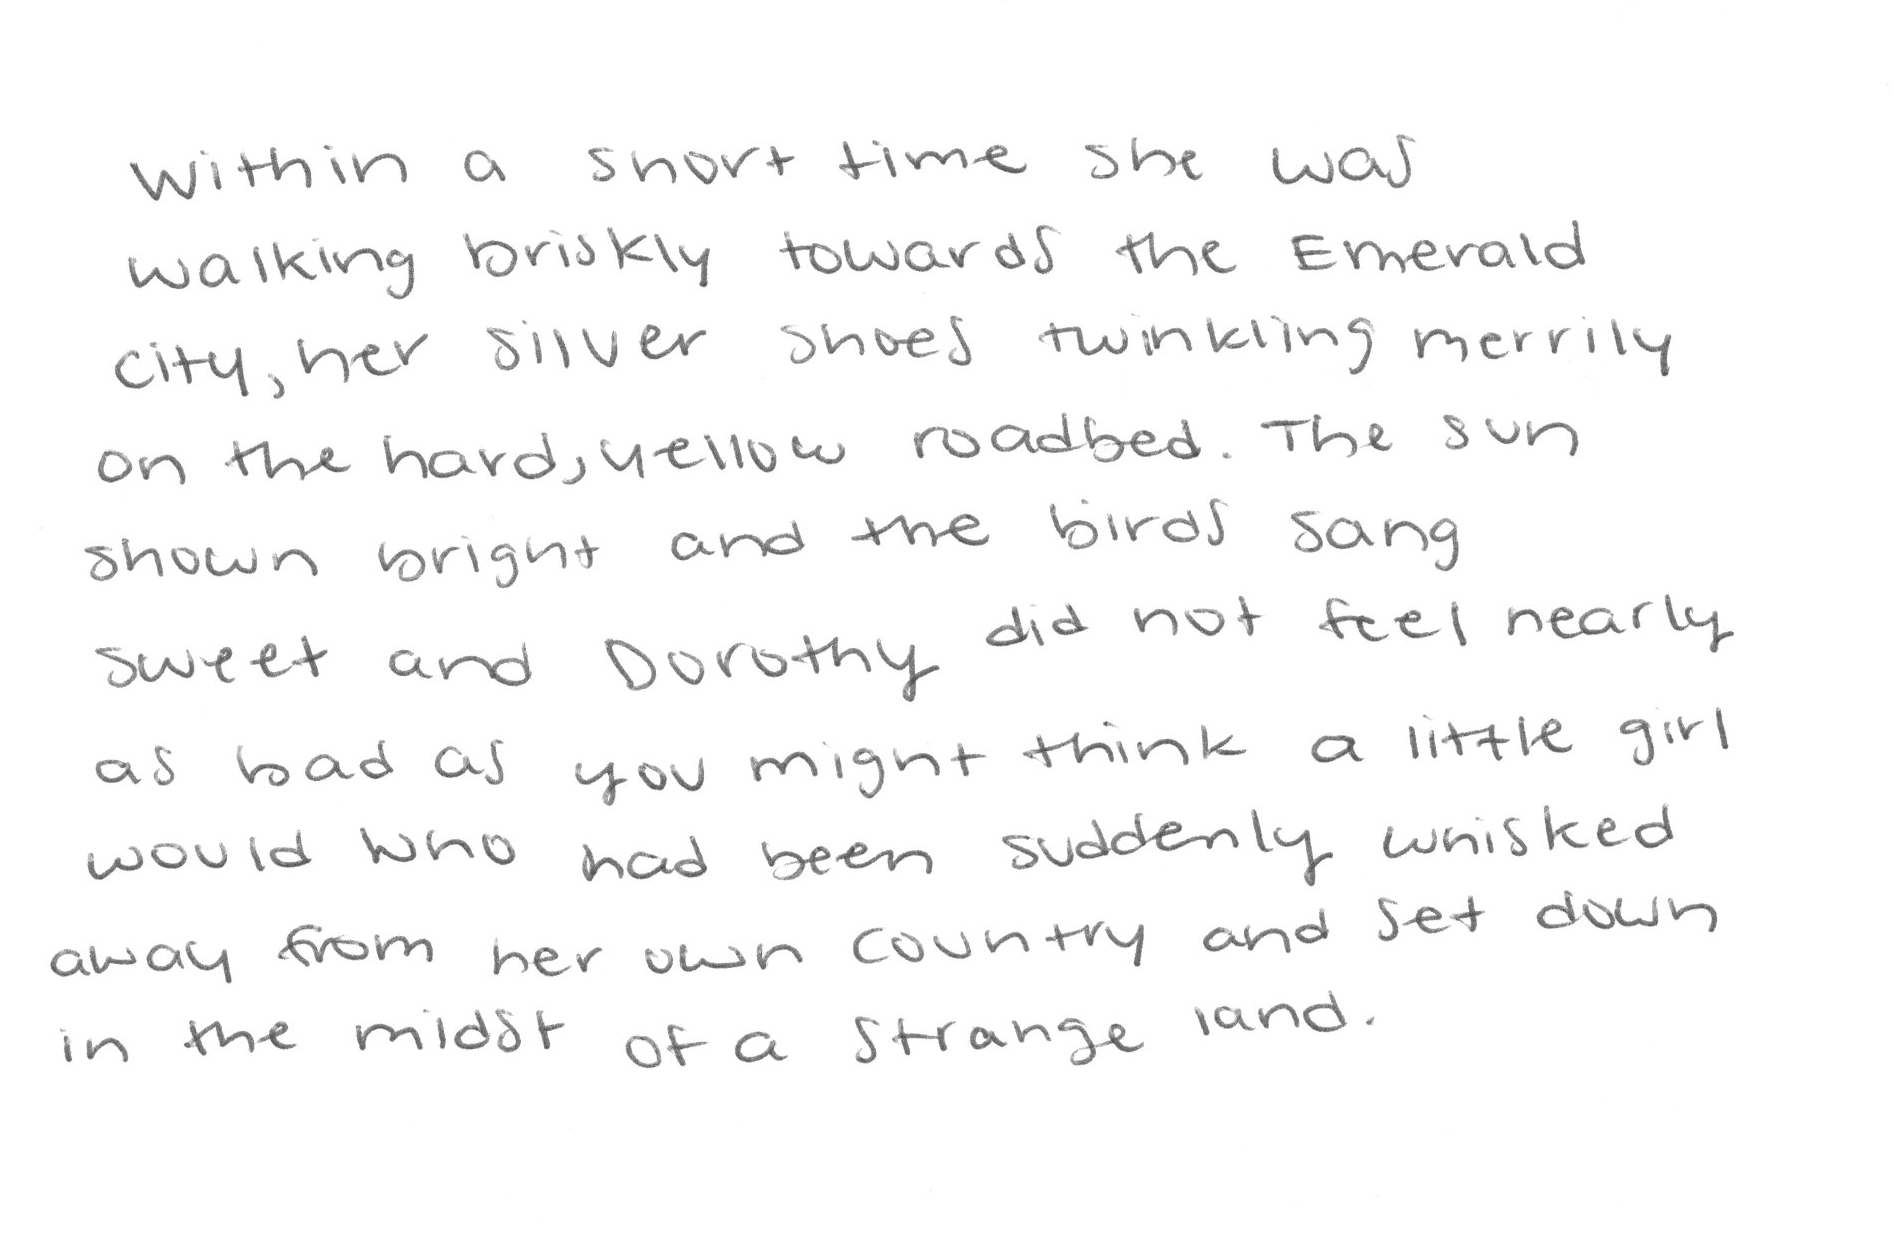 Within a short time she was
walking briskly towards the Emerald
city, her silver shoes twinkling merrily
on the hard, yellow roadbed. The sun
shown bright and the birds sang
sweet and Dorothy did not feel nearly
as bad as you might think a little girl
would who had been suddenly whisked
away from her own country and set down
in the midst of a strange land.